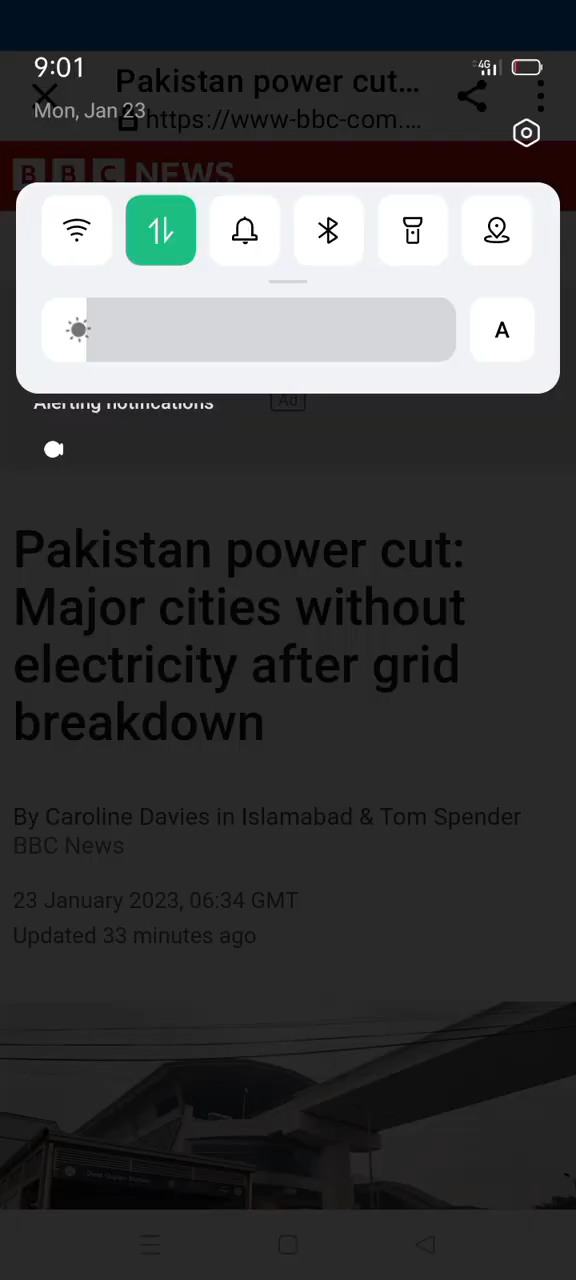 9:01
4G
Pakistan power cut...
Mon, Jan 23
https://www-bbc-com....
BBC NEWS
A
Alerting notifications
Ad
Pakistan power cut:
Major cities without
electricity after grid
breakdown
By Caroline Davies in Islamabad & Tom Spender
BBC News
23 January 2023, 06:34 GMT
Updated 33 minutes ago